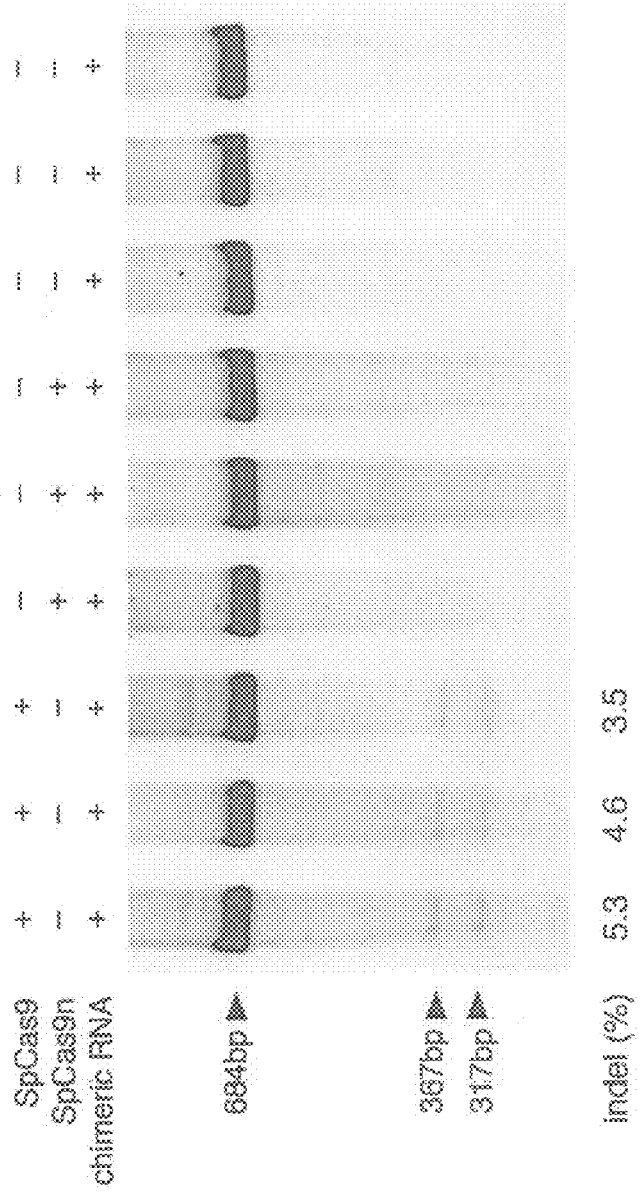 SpCas9 + + + – – – – – –
SpCas9n – – – + + + – – –
chimeric RNA + + + + + + + + +
684bp ▶
367bp ▶
317bp ▶
indel (%) 5.3 4.6 3.5